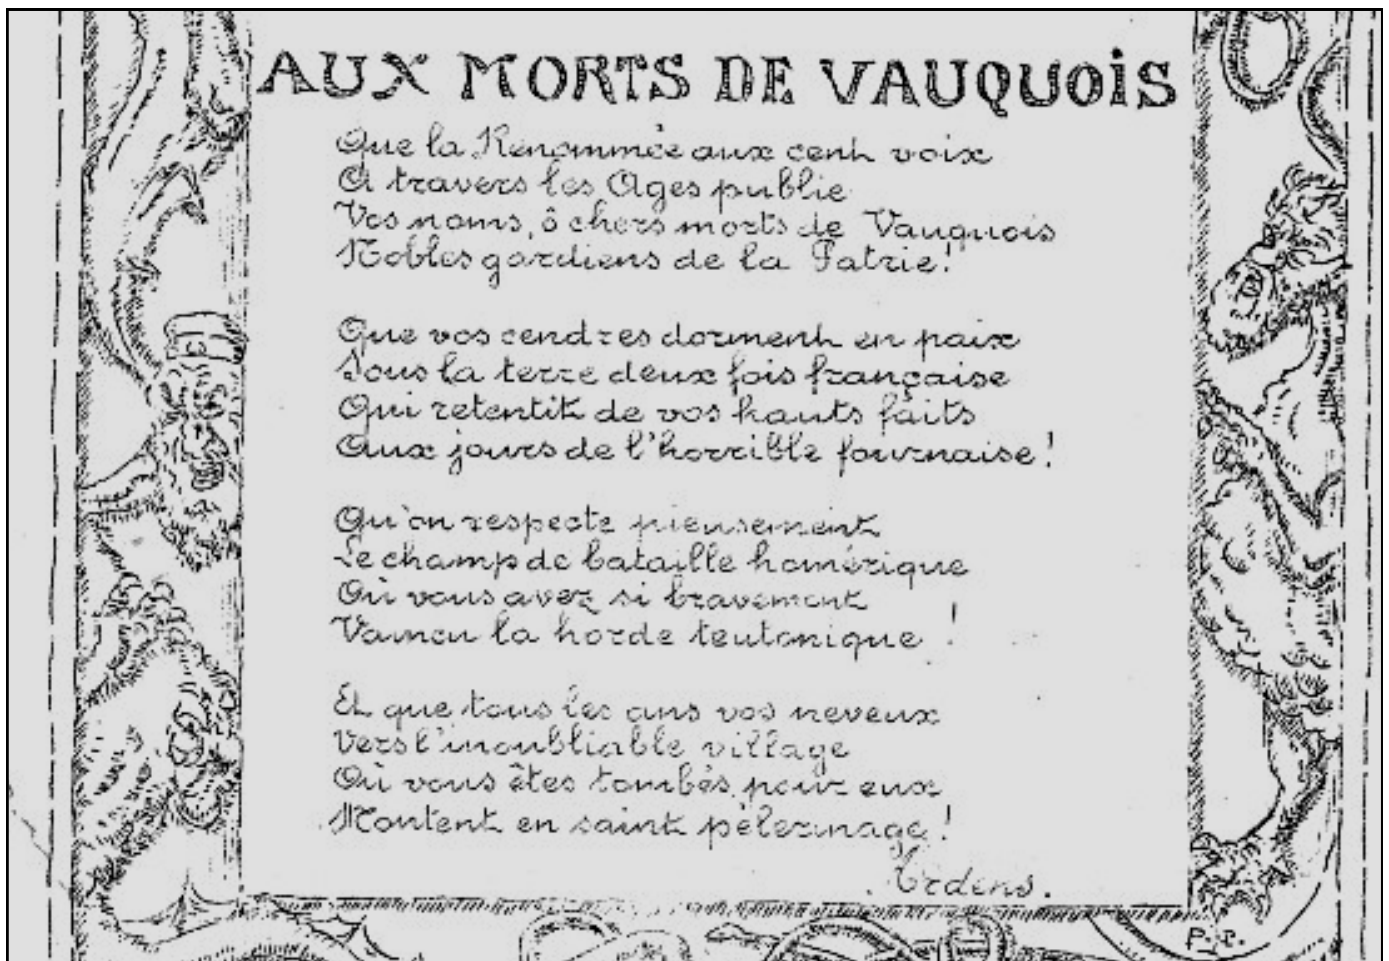 AUX MORTS DE VAUQUOIS
Que la Renommée aux cent voix
A travers les Ages publie
Vos noms, ô chers morts de Vauquois
Nobles gardiens de la Patrie!
Que vos cendres dorment en paix
Sous la terre deux fois française
Qui retentit de vos hauts faits
Aux jours de l'horrible fournaise!
Qu'on respecte pieusement
Le champ de bataille homérique
Où vous avez si bravement
Vaincu la horde teutonique !
Et que tous les ans vos neveux
Vers l'inoubliable village
Où vous êtes tombés pour eux
Montent en saint pèlerinage!